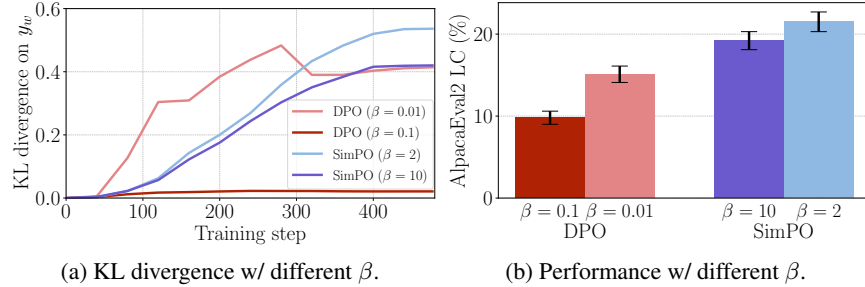 KL divergence on y_w
0.6
0.4
0.2
0.0
0
100
200
300
400
Training step
DPO (β = 0.01)
DPO (β = 0.1)
SimPO (β = 2)
SimPO (β = 10)
(a) KL divergence w/ different β.
AlpacaEval2 LC (%)
20
10
0
β = 0.1 β = 0.01
DPO
β = 10 β = 2
SimPO
(b) Performance w/ different β.